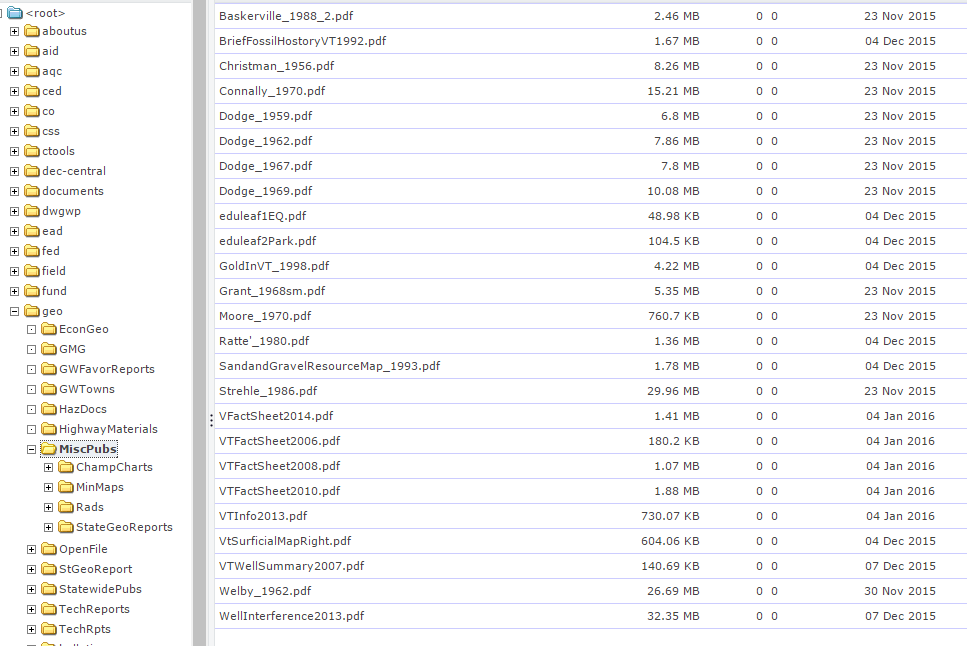 <root>
aboutus
aid
aqc
ced
co
css
ctools
dec-central
documents
dwgwp
ead
fed
field
fund
geo
EconGeo
GMG
GWFavorReports
GWTowns
HazDocs
HighwayMaterials
MiscPubs
ChampCharts
MinMaps
Rads
StateGeoReports
OpenFile
StGeoReport
StatewidePubs
TechReports
TechRpts
Baskerville_1988_2.pdf 2.46 MB 0 0 23 Nov 2015
BriefFossilHostoryVT1992.pdf 1.67 MB 0 0 04 Dec 2015
Christman_1956.pdf 8.26 MB 0 0 23 Nov 2015
Connally_1970.pdf 15.21 MB 0 0 23 Nov 2015
Dodge_1959.pdf 6.8 MB 0 0 23 Nov 2015
Dodge_1962.pdf 7.86 MB 0 0 23 Nov 2015
Dodge_1967.pdf 7.8 MB 0 0 23 Nov 2015
Dodge_1969.pdf 10.08 MB 0 0 23 Nov 2015
eduleaf1EQ.pdf 48.98 KB 0 0 04 Dec 2015
eduleaf2Park.pdf 104.5 KB 0 0 04 Dec 2015
GoldInVT_1998.pdf 4.22 MB 0 0 04 Dec 2015
Grant_1968sm.pdf 5.35 MB 0 0 23 Nov 2015
Moore_1970.pdf 760.7 KB 0 0 23 Nov 2015
Ratte'_1980.pdf 1.36 MB 0 0 04 Dec 2015
SandandGravelResourceMap_1993.pdf 1.78 MB 0 0 04 Dec 2015
Strehle_1986.pdf 29.96 MB 0 0 23 Nov 2015
VFactSheet2014.pdf 1.41 MB 0 0 04 Jan 2016
VTFactSheet2006.pdf 180.2 KB 0 0 04 Jan 2016
VTFactSheet2008.pdf 1.07 MB 0 0 04 Jan 2016
VTFactSheet2010.pdf 1.88 MB 0 0 04 Jan 2016
VTInfo2013.pdf 730.07 KB 0 0 04 Jan 2016
VtSurficialMapRight.pdf 604.06 KB 0 0 04 Dec 2015
VTWellSummary2007.pdf 140.69 KB 0 0 07 Dec 2015
Welby_1962.pdf 26.69 MB 0 0 30 Nov 2015
WellInterference2013.pdf 32.35 MB 0 0 07 Dec 2015